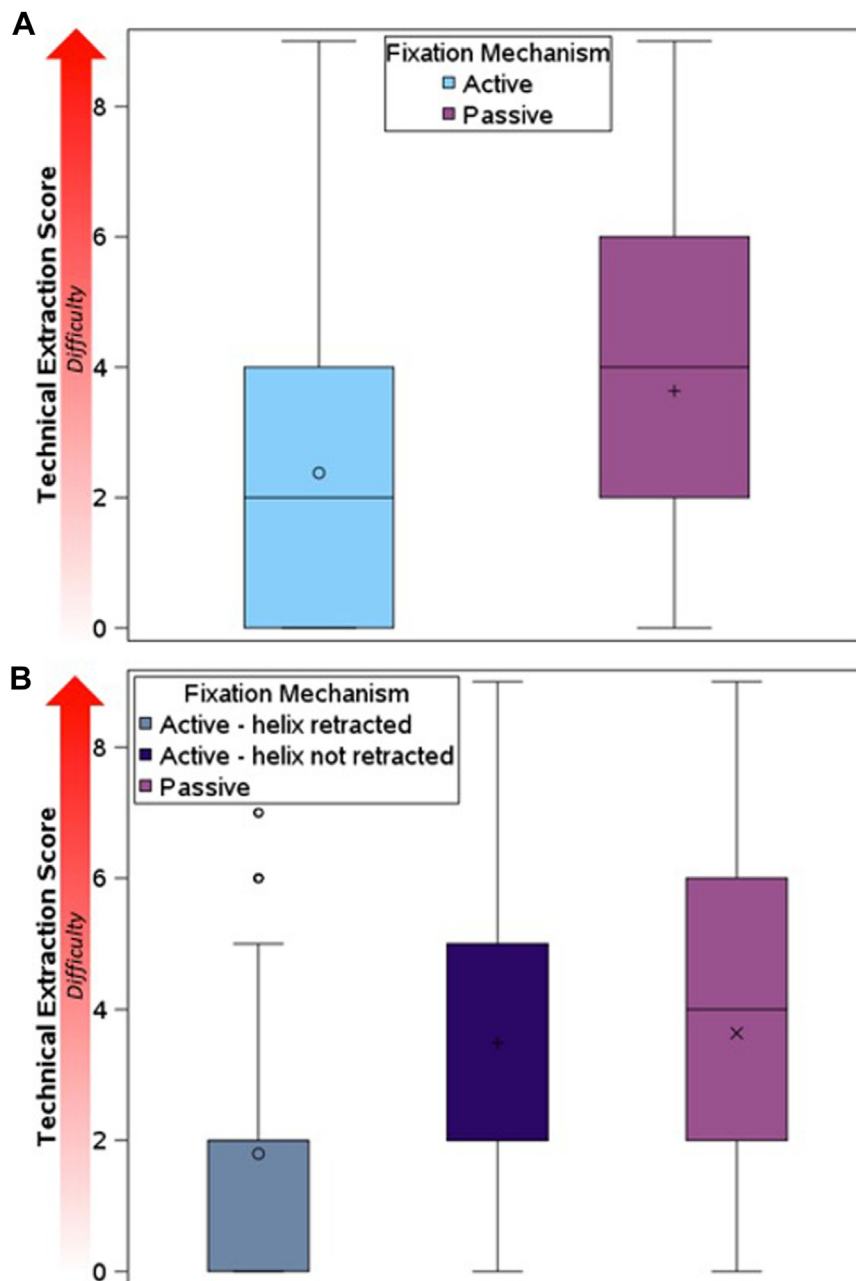 A
Fixation Mechanism
Active
Passive
Technical Extraction Score
Difficulty
8
6
4
2
0
B
Fixation Mechanism
Active - helix retracted
Active - helix not retracted
Passive
Technical Extraction Score
Difficulty
8
6
4
2
0